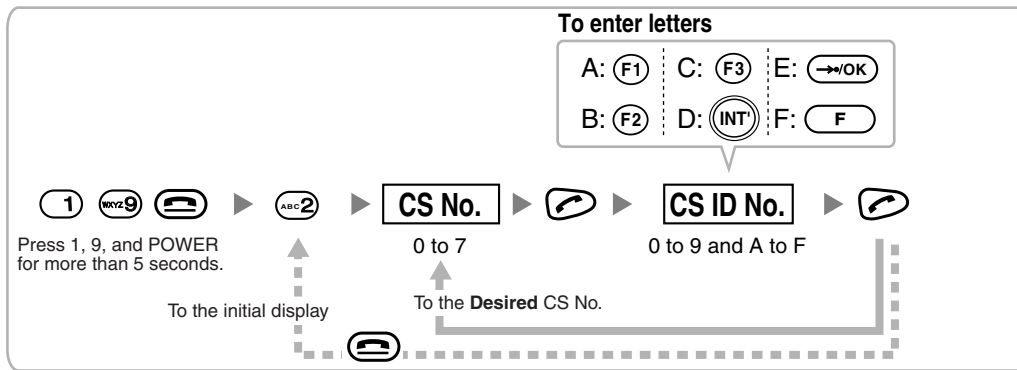 To enter letters
A: F1 C: F3 E: →•/OK
B: F2 D: INT' F: F
1 WXYZ9 ABC2 CS No. CS ID No.
Press 1, 9, and POWER
for more than 5 seconds.
0 to 7 0 to 9 and A to F
To the initial display
To the Desired CS No.